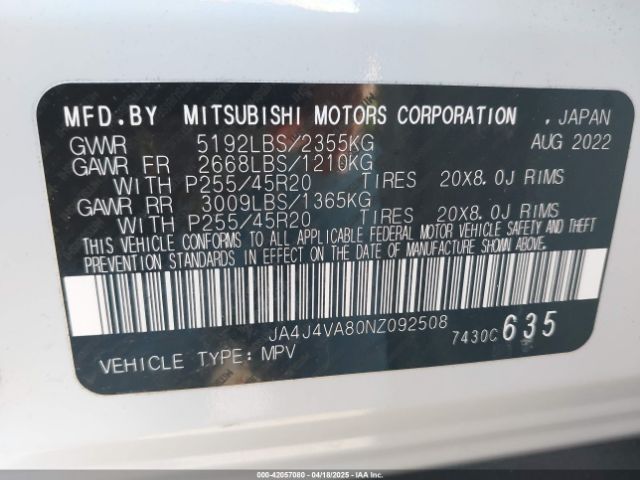 MFD.BY MITSUBISHI MOTORS CORPORATION , JAPAN
GVWR 5192LBS/2355KG AUG 2022
GAWR FR 2668LBS/1210KG
WITH P255/45R20 TIRES 20X8.0J RIMS
GAWR RR 3009LBS/1365KG
WITH P255/45R20 TIRES 20X8.0J RIMS
THIS VEHICLE CONFORMS TO ALL APPLICABLE FEDERAL MOTOR VEHICLE SAFETY AND THEFT
PREVENTION STANDARDS IN EFFECT ON THE DATE OF MANUFACTURE SHOWN ABOVE.
JA4J4VA80NZ092508 7430C 635
VEHICLE TYPE: MPV
000-42057080 - 04/18/2025 - IAAI.COM